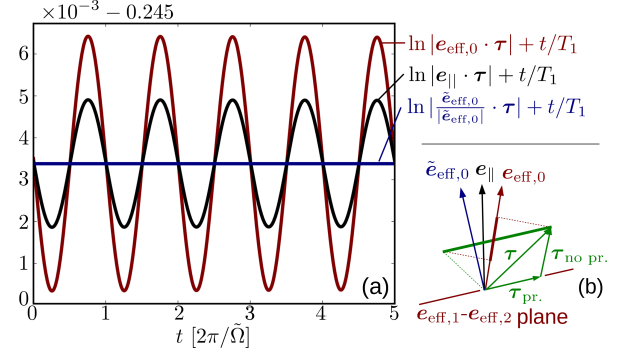 ×10⁻³ − 0.245
6
5
4
3
2
1
0
0
1
2
3
4
5
t [2π/Ω̃]
(a)
ln |e_eff,0 · τ| + t/T₁
ln |e_|| · τ| + t/T₁
ln |ẽ_eff,0/|ẽ_eff,0| · τ| + t/T₁
ẽ_eff,0 e_∥ e_eff,0
τ τ_no pr.
τ_pr. (b)
e_eff,1-e_eff,2 plane